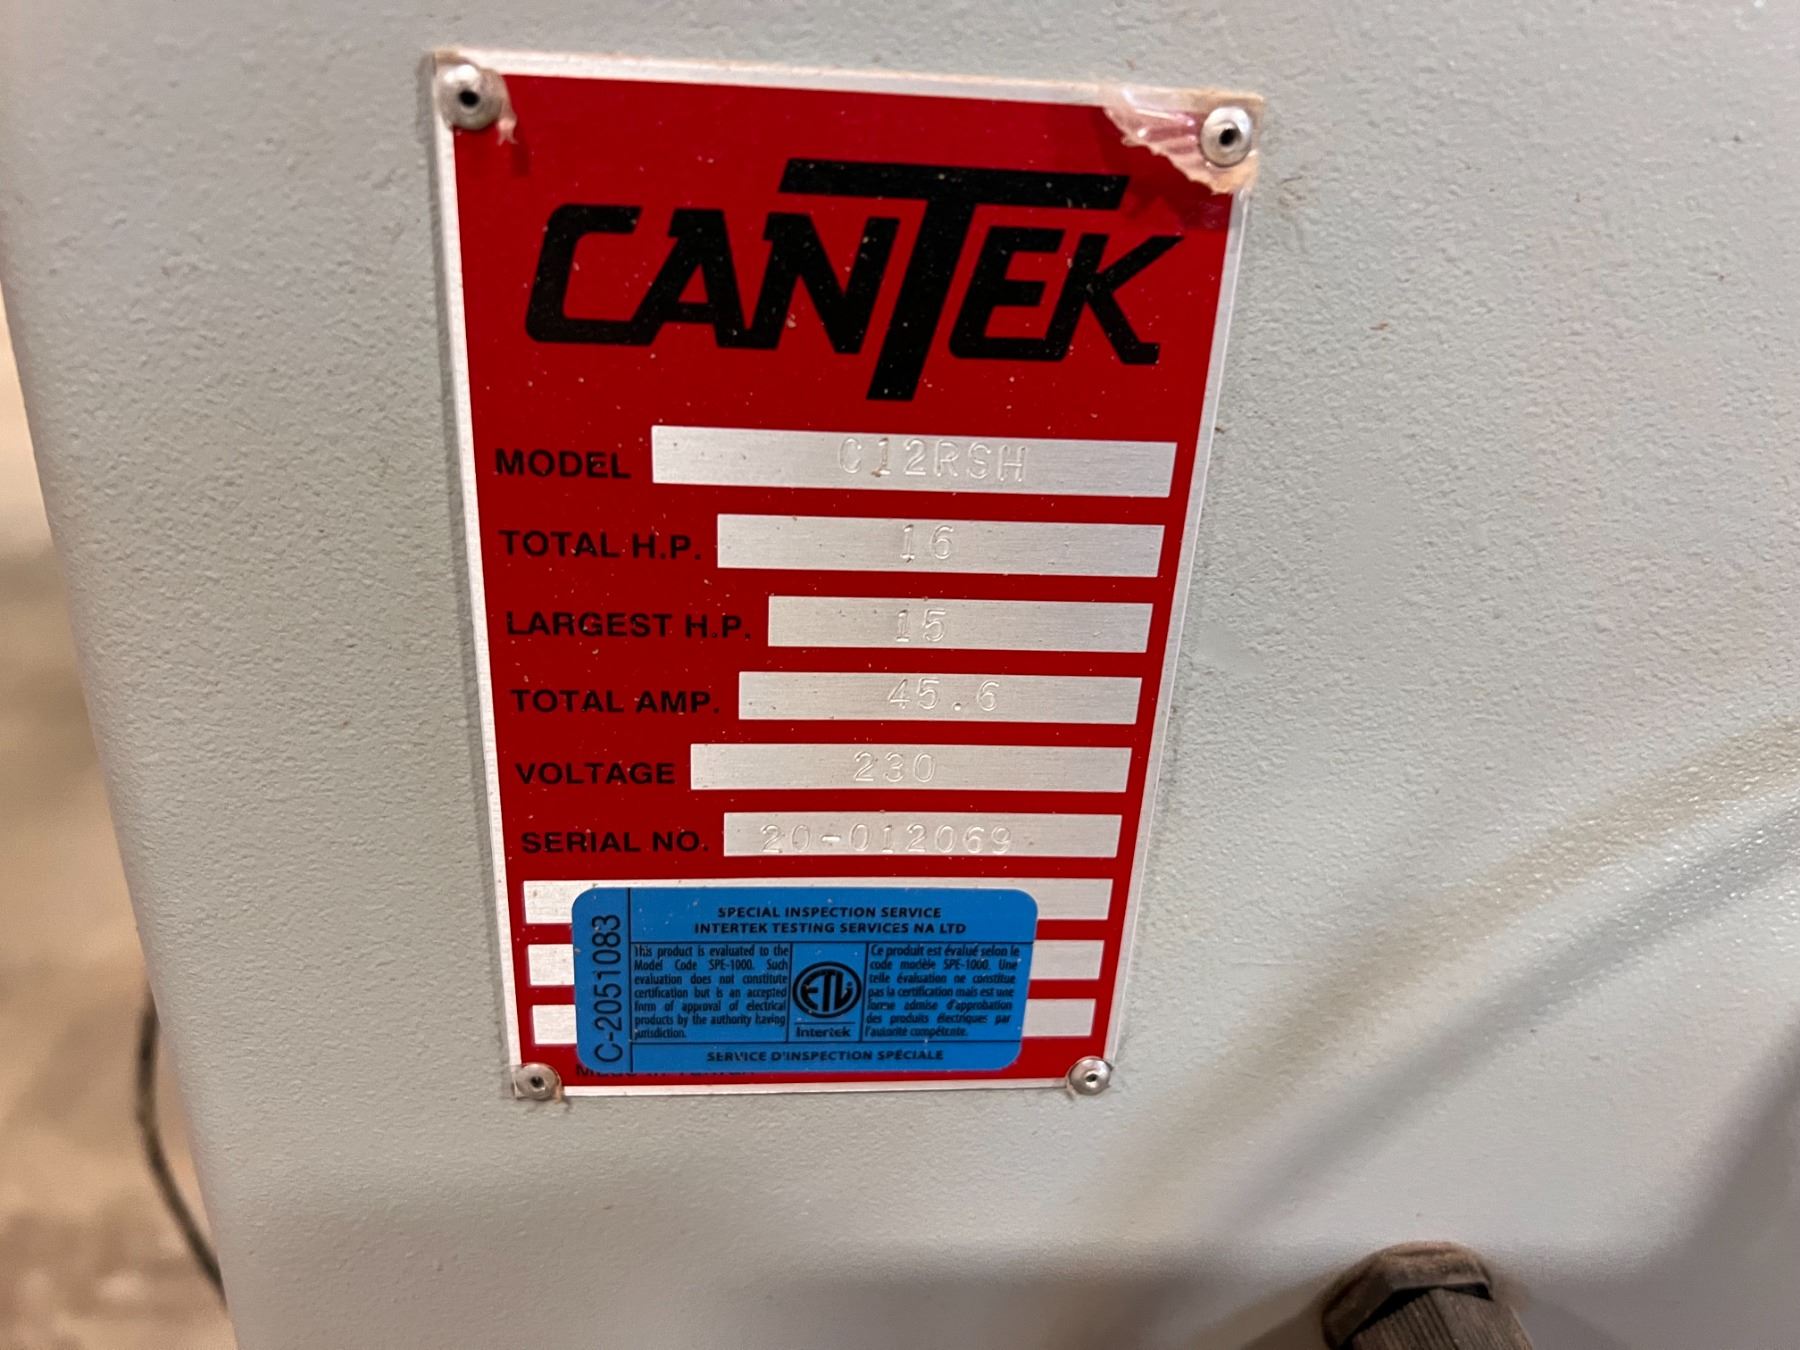 CANTEK
MODEL C12RSH
TOTAL H.P. 16
LARGEST H.P. 15
TOTAL AMP. 45.6
VOLTAGE 230
SERIAL NO. 20-012069
C-2051083
SPECIAL INSPECTION SERVICE
INTERTEK TESTING SERVICES NA LTD
This product is evaluated to the
Model Code SPE-1000. Such
evaluation does not constitute
certification but is an accepted
form of approval of electrical
products by the authority having
jurisdiction.
ETL
Intertek
Ce produit est évalué selon le
code modèle SPE-1000. Une
telle évaluation ne constitue
pas la certification mais est une
forme admise d'approbation
des produits électriques par
l'autorité compétente.
SERVICE D'INSPECTION SPÉCIALE